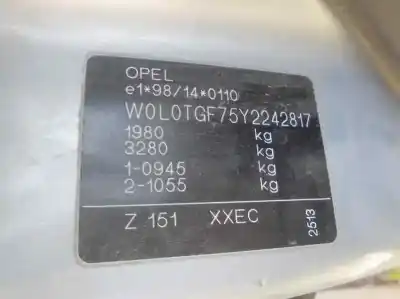 OPEL
e1*98/14*0110
W0L0TGF75Y2242817
1980 kg
3280 kg
1-0945 kg
2-1055 kg
Z 151 XXEC
2513